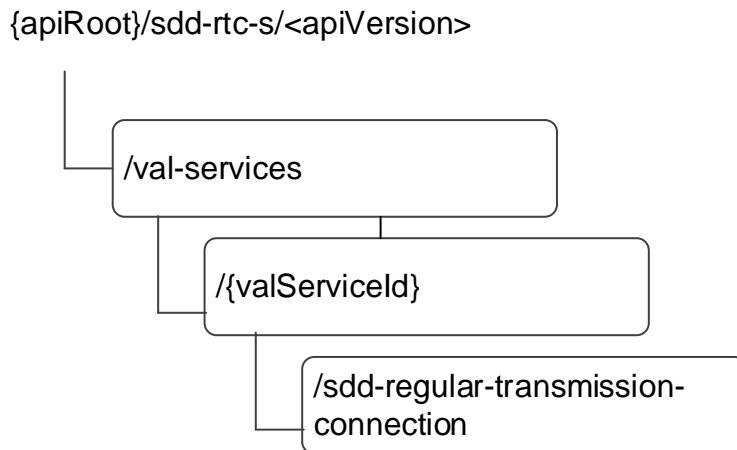 {apiRoot}/sdd-rtc-s/<apiVersion>
/val-services
/{valServiceId}
/sdd-regular-transmission-
connection